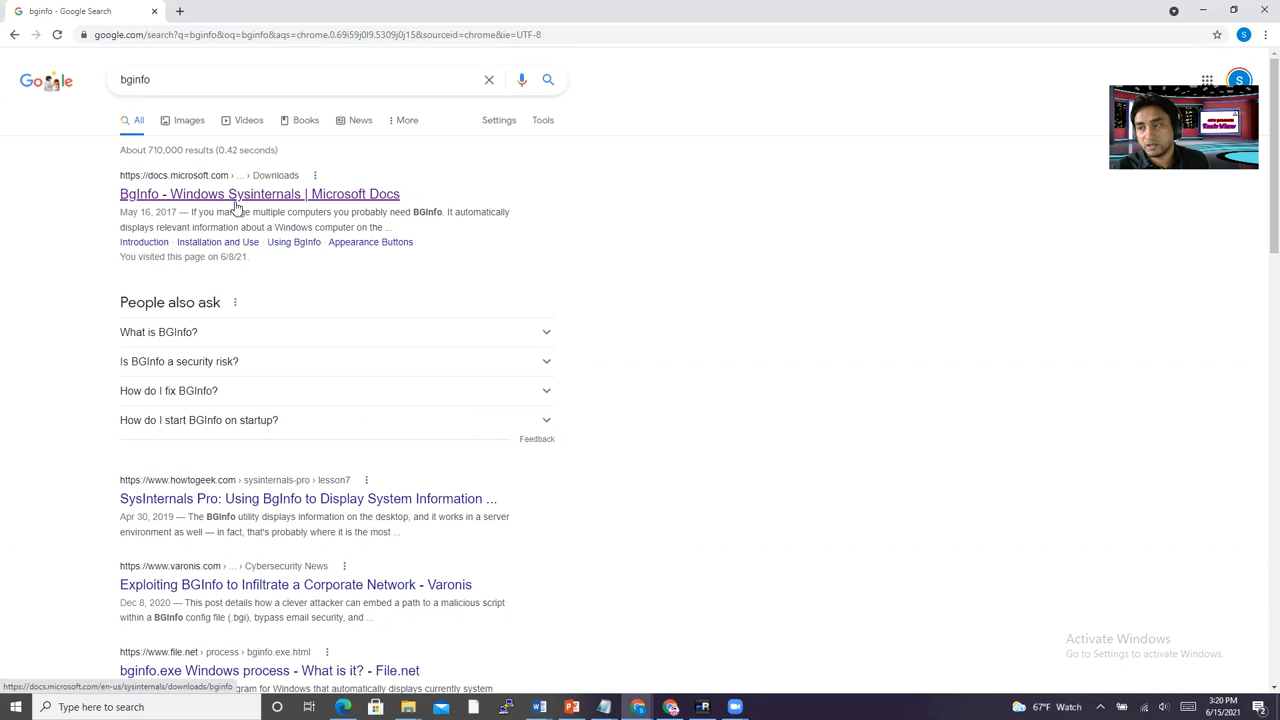 bginfo - Google Search
google.com/search?q=bginfo&oq=bginfo&aqs=chrome.0.69i59j0l9.5309j0j15&sourceid=chrome&ie=UTF-8
S
Google
bginfo
S
All Images Videos Books News More Settings Tools
About 710,000 results (0.42 seconds)
https://docs.microsoft.com › ... › Downloads
BgInfo - Windows Sysinternals | Microsoft Docs
May 16, 2017 — If you manage multiple computers you probably need BGInfo. It automatically
displays relevant information about a Windows computer on the ...
Introduction · Installation and Use · Using BgInfo · Appearance Buttons
You visited this page on 6/8/21.
People also ask
What is BGInfo?
Is BGInfo a security risk?
How do I fix BGInfo?
How do I start BGInfo on startup?
Feedback
https://www.howtogeek.com › sysinternals-pro › lesson7
SysInternals Pro: Using BgInfo to Display System Information ...
Apr 30, 2019 — The BGInfo utility displays information on the desktop, and it works in a server
environment as well — in fact, that's probably where it is the most ...
https://www.varonis.com › ... › Cybersecurity News
Exploiting BGInfo to Infiltrate a Corporate Network - Varonis
Dec 8, 2020 — This post details how a clever attacker can embed a path to a malicious script
within a BGInfo config file (.bgi), bypass email security, and ...
https://www.file.net › process › bginfo.exe.html
bginfo.exe Windows process - What is it? - File.net
gram for Windows that automatically displays currently system
https://docs.microsoft.com/en-us/sysinternals/downloads/bginfo
Tech View
Activate Windows
Go to Settings to activate Windows.
Type here to search
67°F Watch
3:20 PM
6/15/2021
2